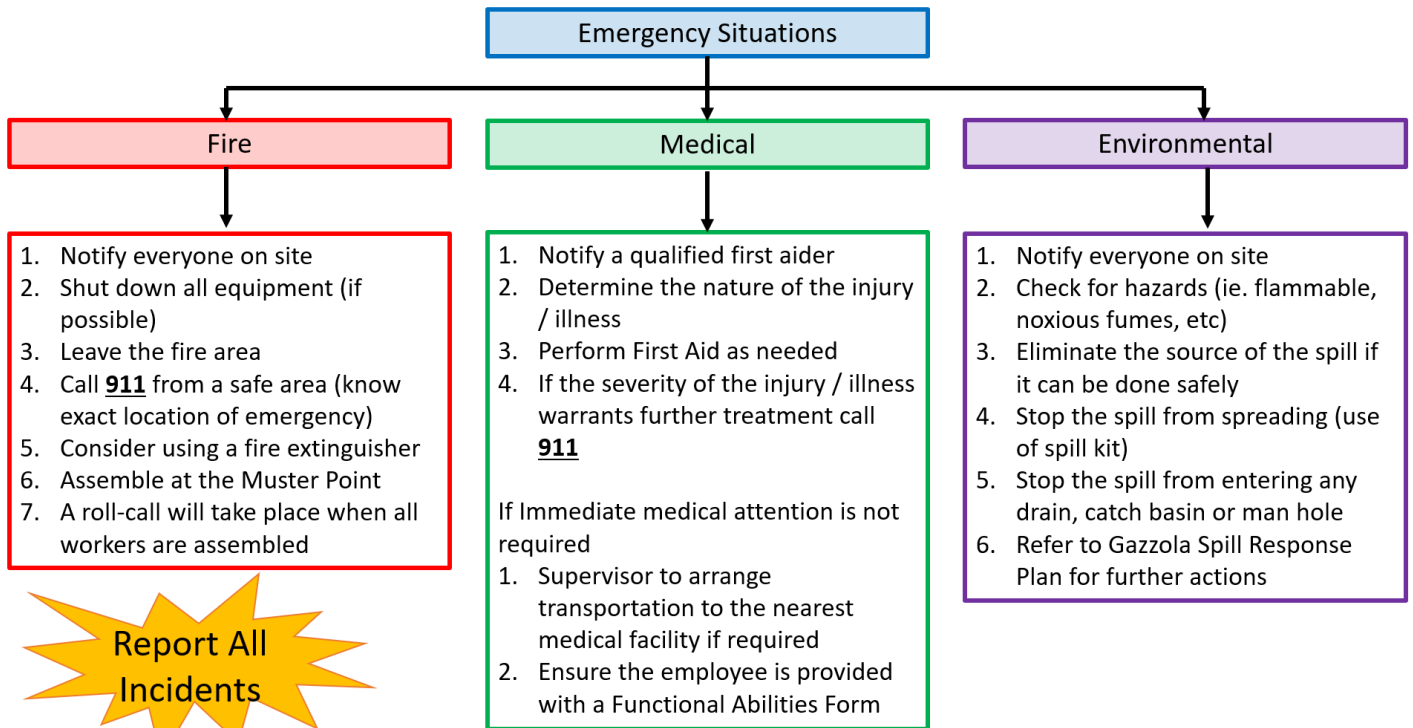 Emergency Situations
Fire
Medical
Environmental
1. Notify everyone on site
2. Shut down all equipment (if
possible)
3. Leave the fire area
4. Call 911 from a safe area (know
exact location of emergency)
5. Consider using a fire extinguisher
6. Assemble at the Muster Point
7. A roll-call will take place when all
workers are assembled
1. Notify a qualified first aider
2. Determine the nature of the injury
/ illness
3. Perform First Aid as needed
4. If the severity of the injury / illness
warrants further treatment call
911
If Immediate medical attention is not
required
1. Supervisor to arrange
transportation to the nearest
medical facility if required
2. Ensure the employee is provided
with a Functional Abilities Form
1. Notify everyone on site
2. Check for hazards (ie. flammable,
noxious fumes, etc)
3. Eliminate the source of the spill if
it can be done safely
4. Stop the spill from spreading (use
of spill kit)
5. Stop the spill from entering any
drain, catch basin or man hole
6. Refer to Gazzola Spill Response
Plan for further actions
Report All
Incidents